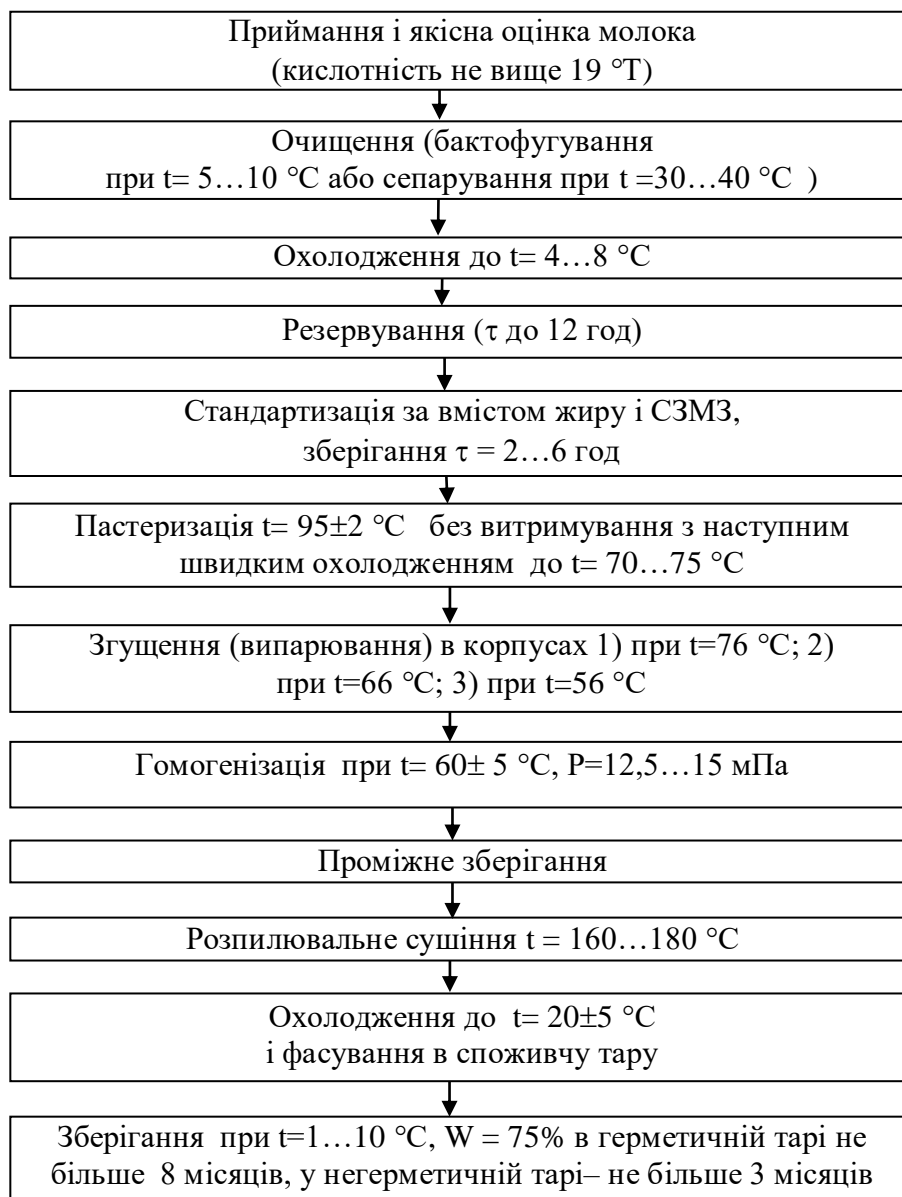 Приймання і якісна оцінка молока
(кислотність не вище 19 °Т)
Очищення (бактофугування
при t= 5…10 °С або сепарування при t =30…40 °С )
Охолодження до t= 4…8 °С
Резервування (τ до 12 год)
Стандартизація за вмістом жиру і СЗМЗ,
зберігання τ = 2…6 год
Пастеризація t= 95±2 °С без витримування з наступним
швидким охолодженням до t= 70…75 °С
Згущення (випарювання) в корпусах 1) при t=76 °С; 2)
при t=66 °С; 3) при t=56 °С
Гомогенізація при t= 60± 5 °С, Р=12,5…15 мПа
Проміжне зберігання
Розпилювальне сушіння t = 160…180 °С
Охолодження до t= 20±5 °С
і фасування в споживчу тару
Зберігання при t=1…10 °С, W = 75% в герметичній тарі не
більше 8 місяців, у негерметичній тарі– не більше 3 місяців